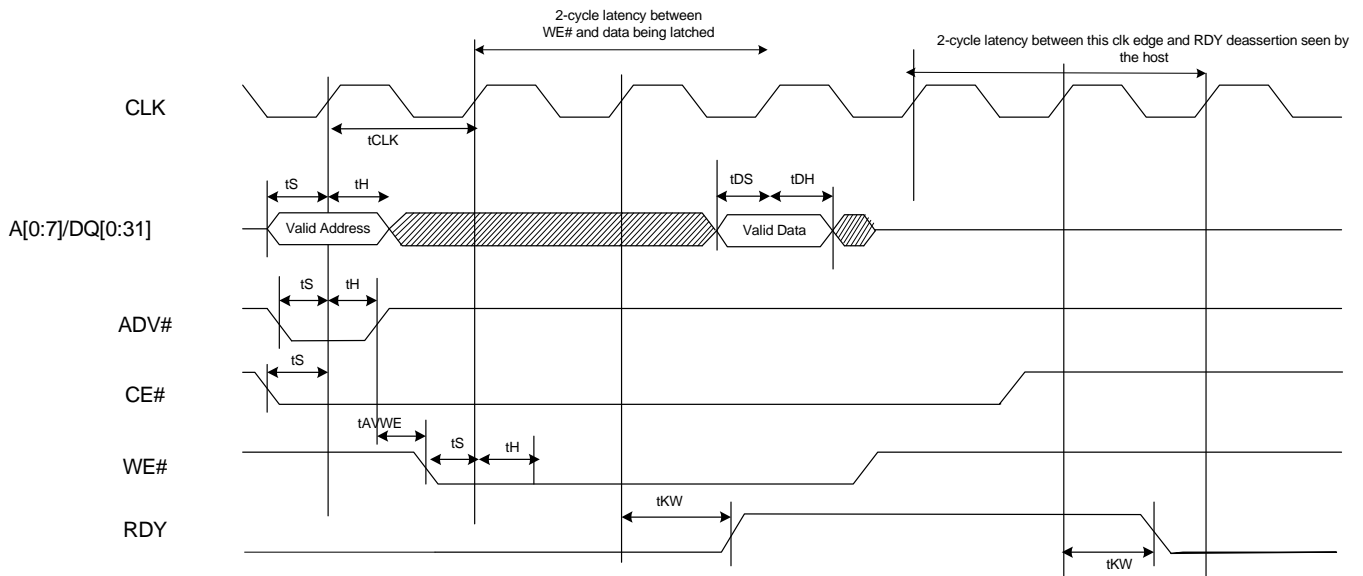 2-cycle latency between
WE# and data being latched
2-cycle latency between this clk edge and RDY deassertion seen by
the host
CLK
tCLK
tS
tH
tDS
tDH
A[0:7]/DQ[0:31]
Valid Address
Valid Data
tS
tH
ADV#
tS
CE#
tAVWE
tS
tH
WE#
tKW
RDY
tKW